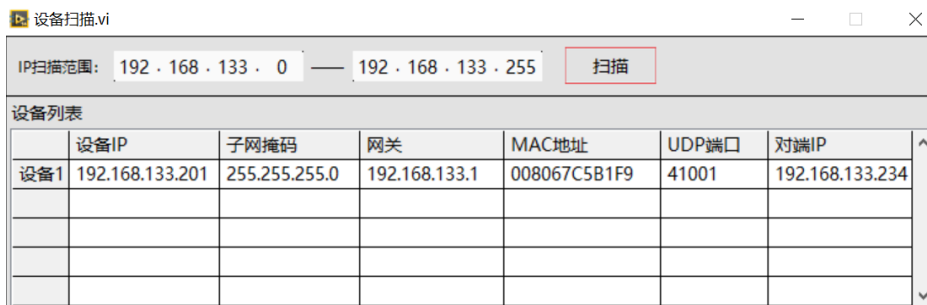 设备扫描.vi
IP扫描范围： 192 . 168 . 133 . 0 —— 192 . 168 . 133 . 255 扫描
设备列表
设备IP 子网掩码 网关 MAC地址 UDP端口 对端IP
设备1 192.168.133.201 255.255.255.0 192.168.133.1 008067C5B1F9 41001 192.168.133.234